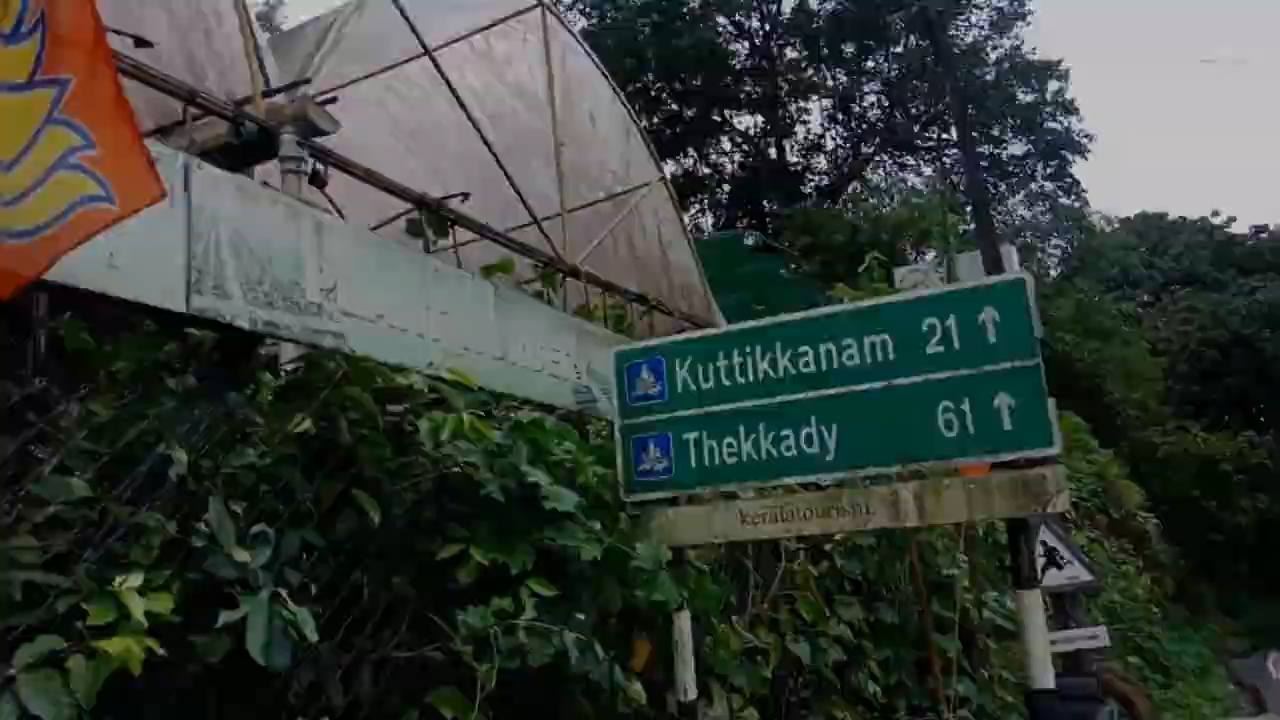 Kuttikkanam 21 ↑
Thekkady 61 ↑
keralatourism.